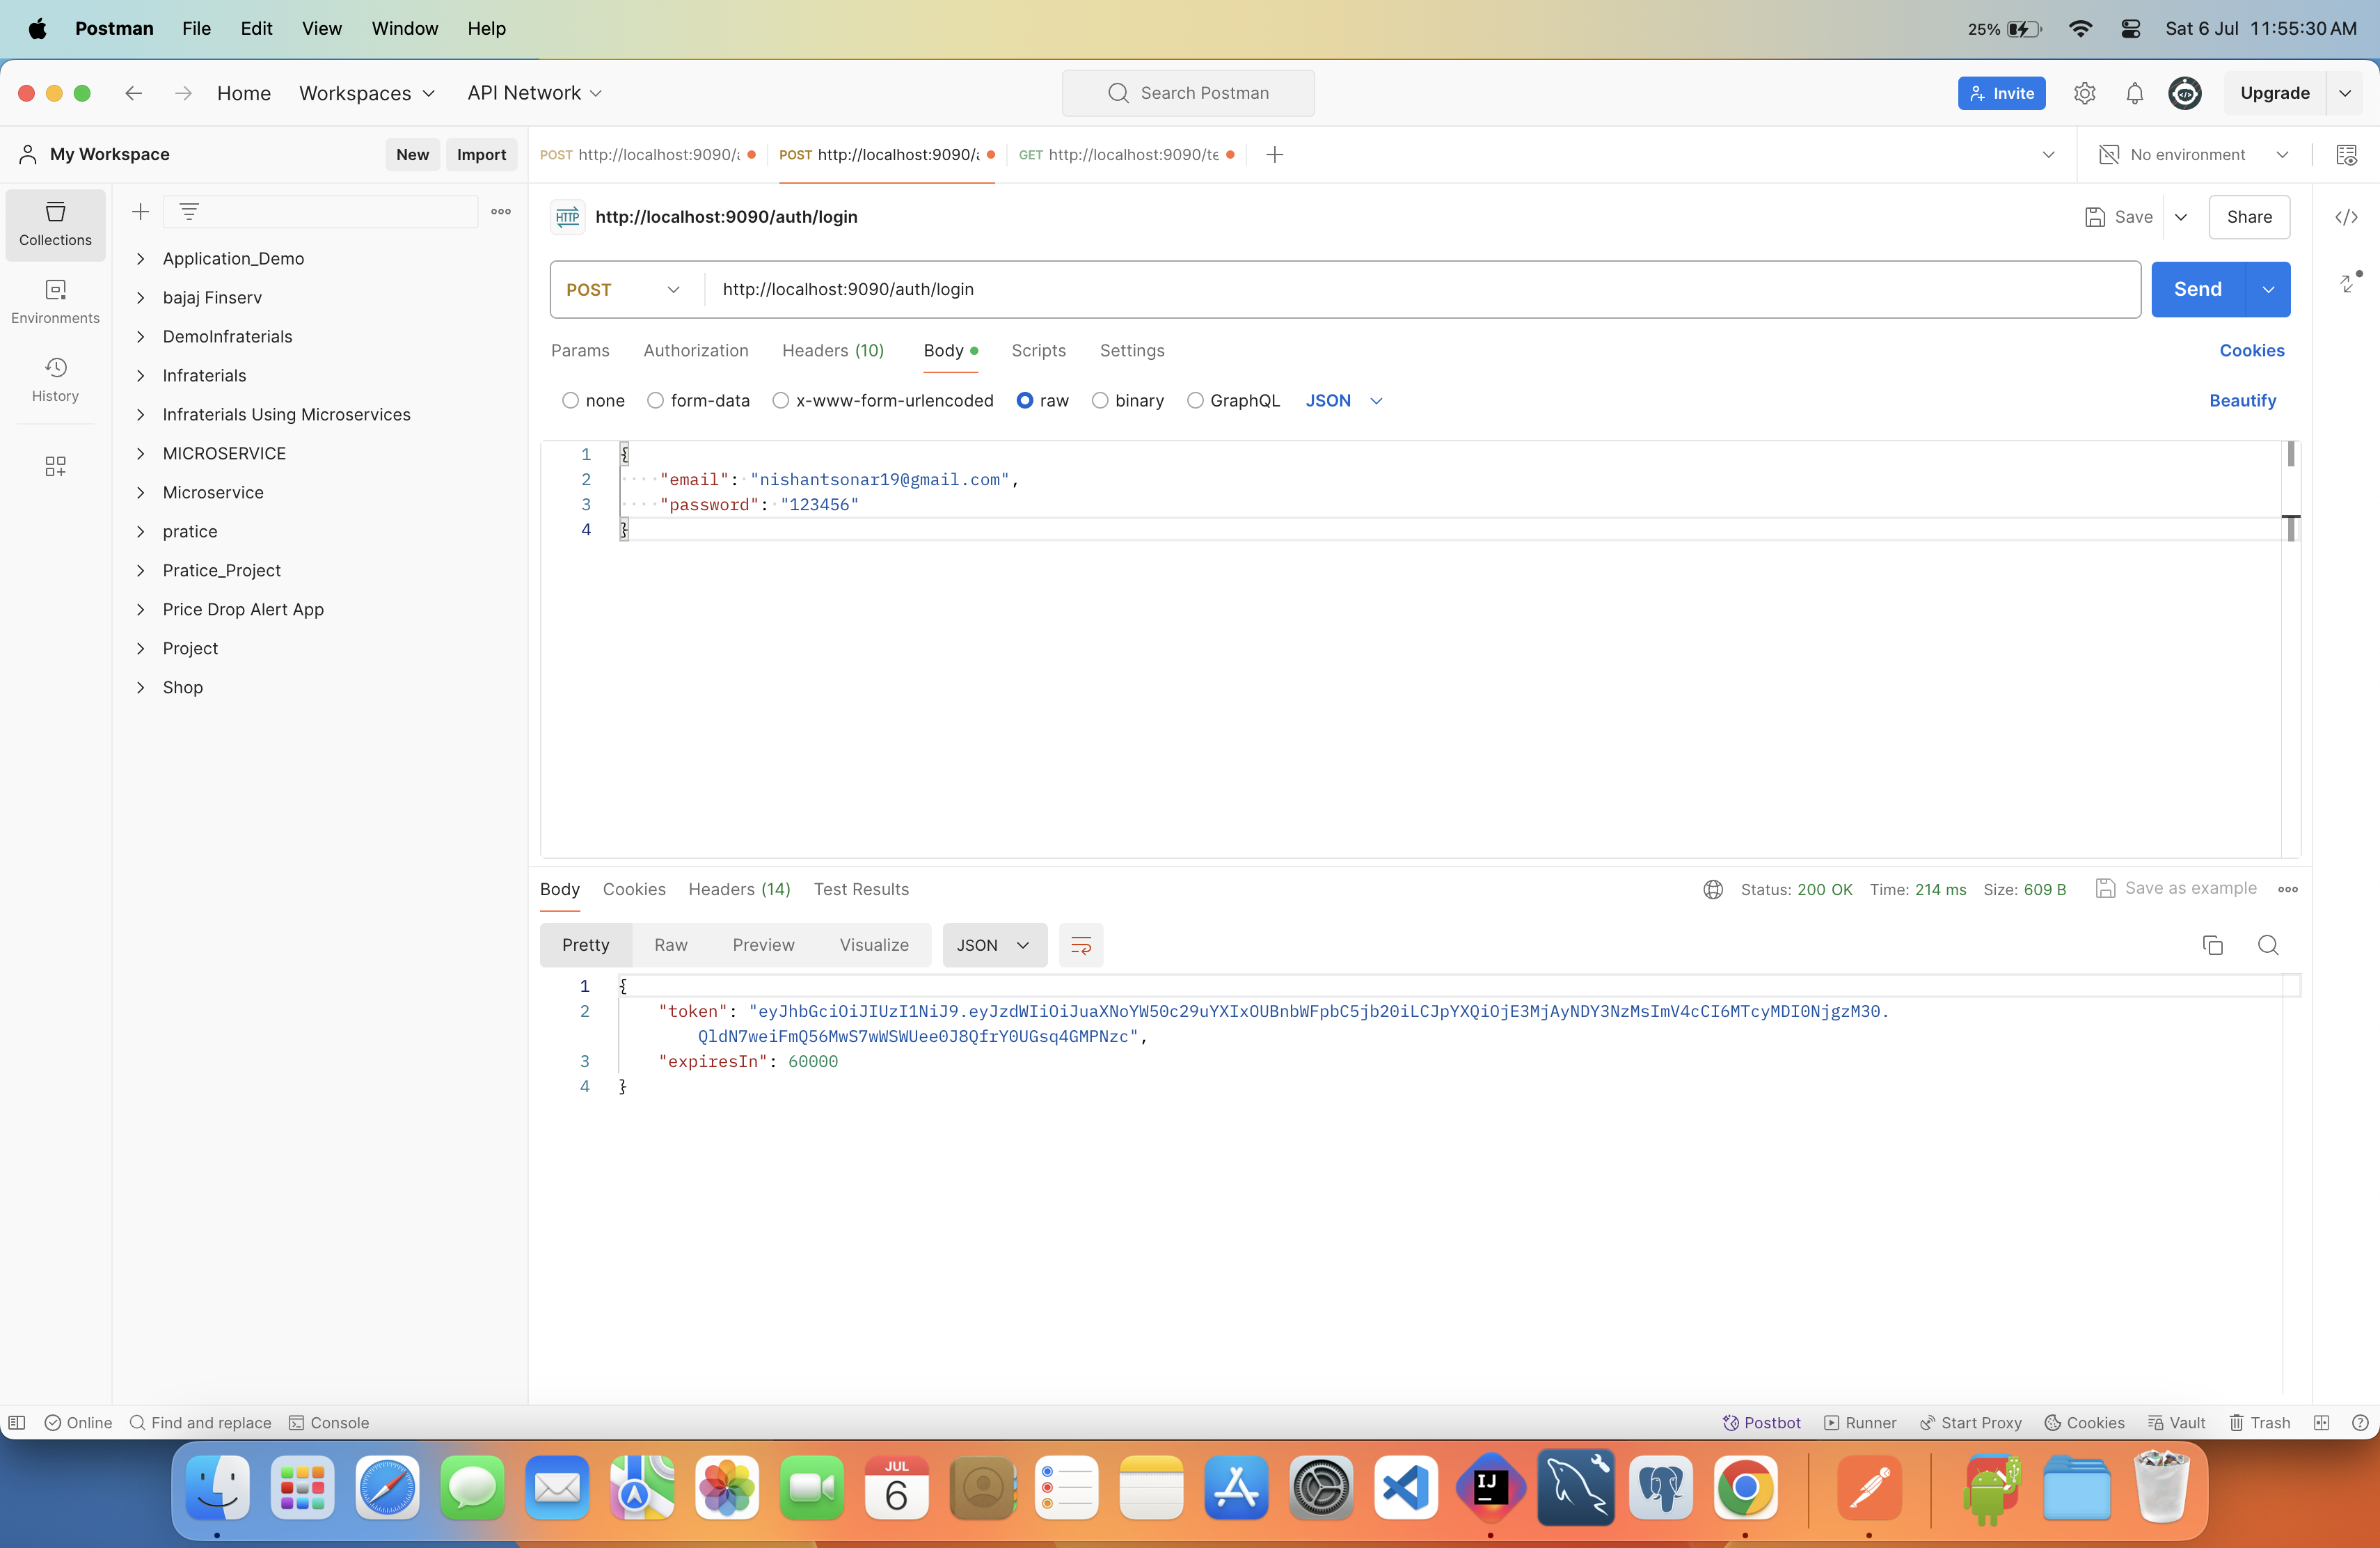 Postman File Edit View Window Help
25% Sat 6 Jul 11:55:30 AM
Home Workspaces API Network
Search Postman
Invite Upgrade
My Workspace New Import
POST http://localhost:9090/a POST http://localhost:9090/a GET http://localhost:9090/te
No environment
Collections
Environments
History
Application_Demo
bajaj Finserv
DemoInfraterials
Infraterials
Infraterials Using Microservices
MICROSERVICE
Microservice
pratice
Pratice_Project
Price Drop Alert App
Project
Shop
HTTP http://localhost:9090/auth/login
Save Share
POST http://localhost:9090/auth/login Send
Params Authorization Headers (10) Body Scripts Settings Cookies
none form-data x-www-form-urlencoded raw binary GraphQL JSON Beautify
1 {
2 "email": "nishantsonar19@gmail.com",
3 "password": "123456"
4 }
Body Cookies Headers (14) Test Results Status: 200 OK Time: 214 ms Size: 609 B Save as example
Pretty Raw Preview Visualize JSON
1 {
2 "token": "eyJhbGciOiJIUzI1NiJ9.eyJzdWIiOiJuaXNoYW50c29uYXIxOUBnbWFpbC5jb20iLCJpYXQiOjE3MjAyNDY3NzMsImV4cCI6MTcyMDI0NjgzM30.
QldN7weiFmQ56MwS7wWSWUee0J8QfrY0UGsq4GMPNzc",
3 "expiresIn": 60000
4 }
Online Find and replace Console
Postbot Runner Start Proxy Cookies Vault Trash
JUL
6
IJ